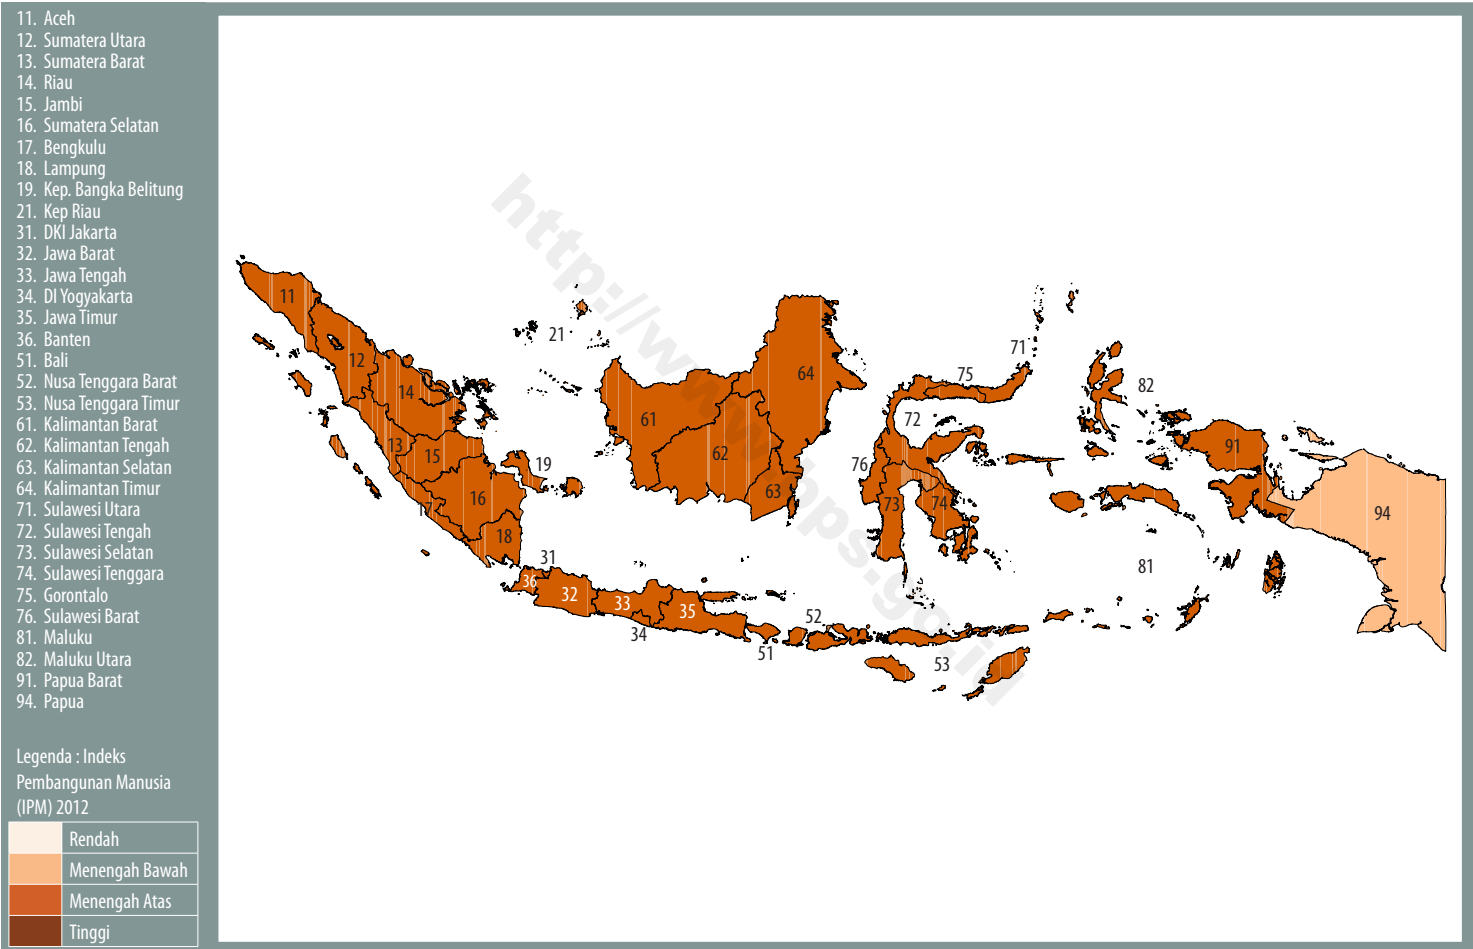 11. Aceh
12. Sumatera Utara
13. Sumatera Barat
14. Riau
15. Jambi
16. Sumatera Selatan
17. Bengkulu
18. Lampung
19. Kep. Bangka Belitung
21. Kep Riau
31. DKI Jakarta
32. Jawa Barat
33. Jawa Tengah
34. DI Yogyakarta
35. Jawa Timur
36. Banten
51. Bali
52. Nusa Tenggara Barat
53. Nusa Tenggara Timur
61. Kalimantan Barat
62. Kalimantan Tengah
63. Kalimantan Selatan
64. Kalimantan Timur
71. Sulawesi Utara
72. Sulawesi Tengah
73. Sulawesi Selatan
74. Sulawesi Tenggara
75. Gorontalo
76. Sulawesi Barat
81. Maluku
82. Maluku Utara
91. Papua Barat
94. Papua
Legenda : Indeks
Pembangunan Manusia
(IPM) 2012
Rendah
Menengah Bawah
Menengah Atas
Tinggi
http://www.bps.go.id
11
12
21
14
13
15
19
16
17
18
31
36
32
33
34
35
51
52
53
61
62
63
64
71
75
72
76
73
74
82
91
81
94